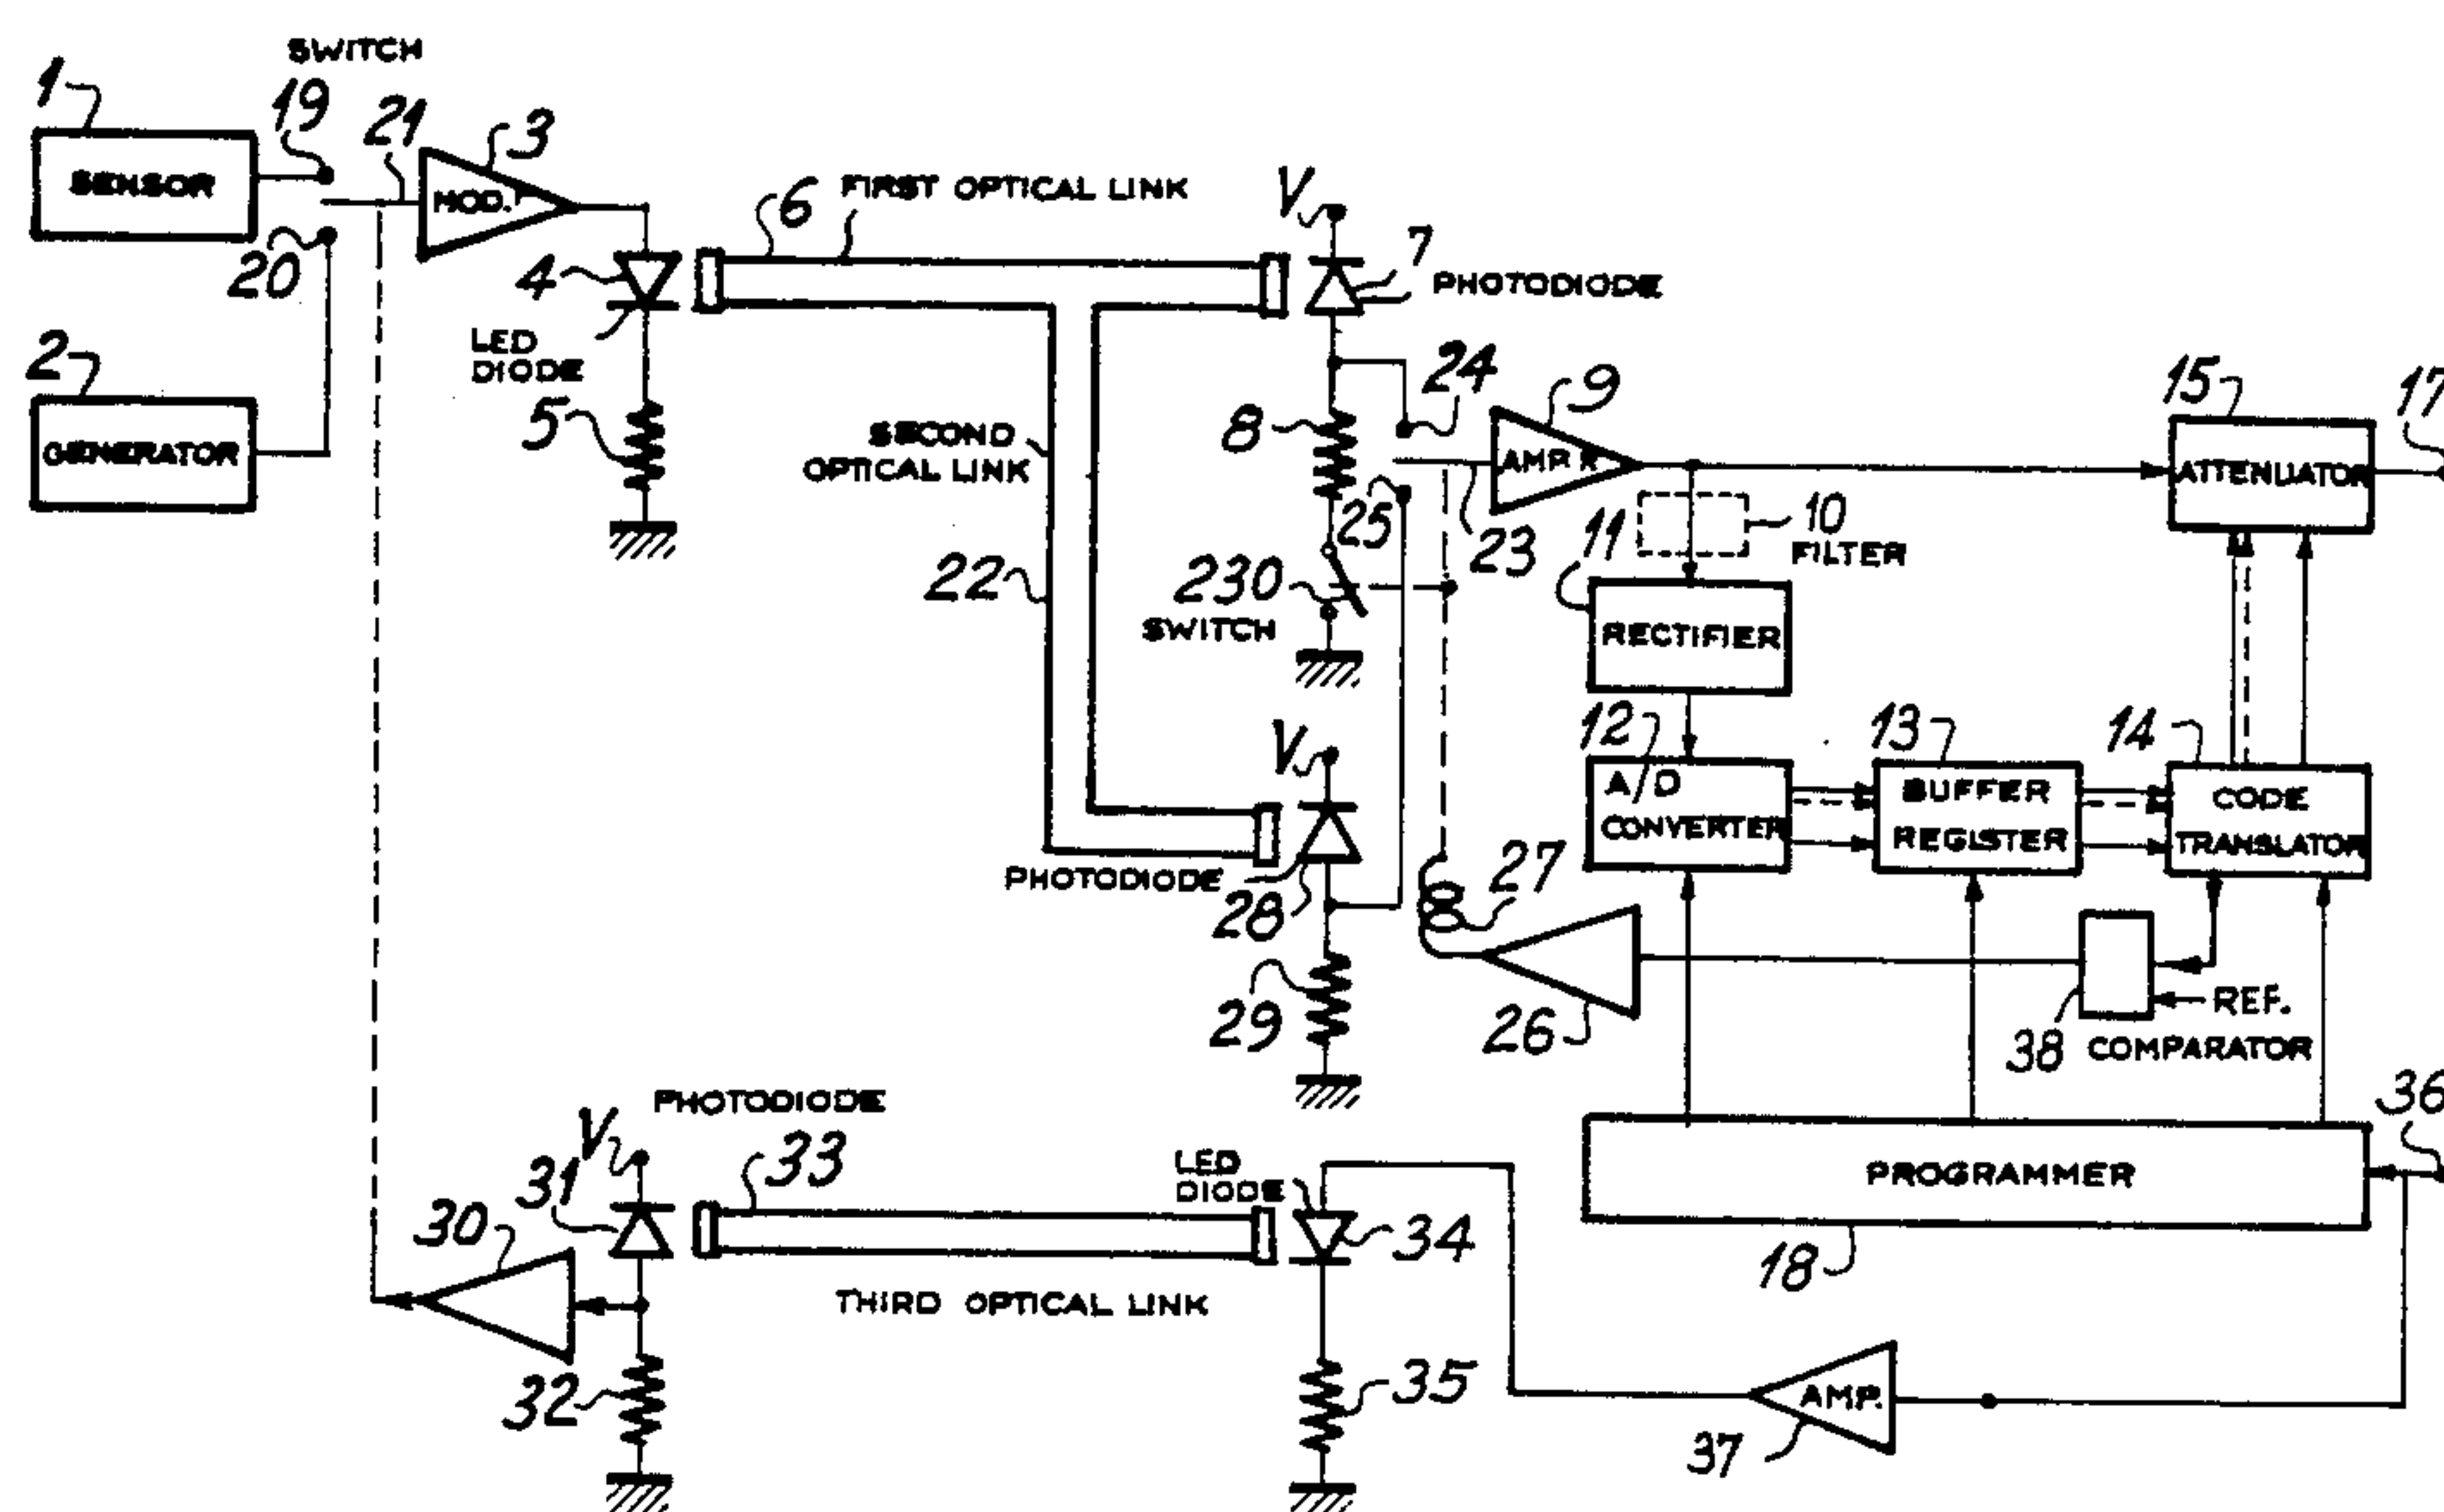 SWITCH
1
19
21
3
SENSOR
MOD.
20
6
FIRST OPTICAL LINK
V
7
PHOTODIODE
4
LED
DIODE
2
GENERATOR
5
SECOND
OPTICAL LINK
8
24
9
AMP R
15
17
ATTENUATOR
25
23
11
10
FILTER
22
230
SWITCH
RECTIFIER
V
12
13
14
A/D
CONVERTER
BUFFER
REGISTER
CODE
TRANSLATOR
PHOTODIODE
28
27
29
26
38
REF.
COMPARATOR
36
PHOTODIODE
V
31
33
LED
DIODE
PROGRAMMER
30
34
18
THIRD OPTICAL LINK
32
35
AMP.
37